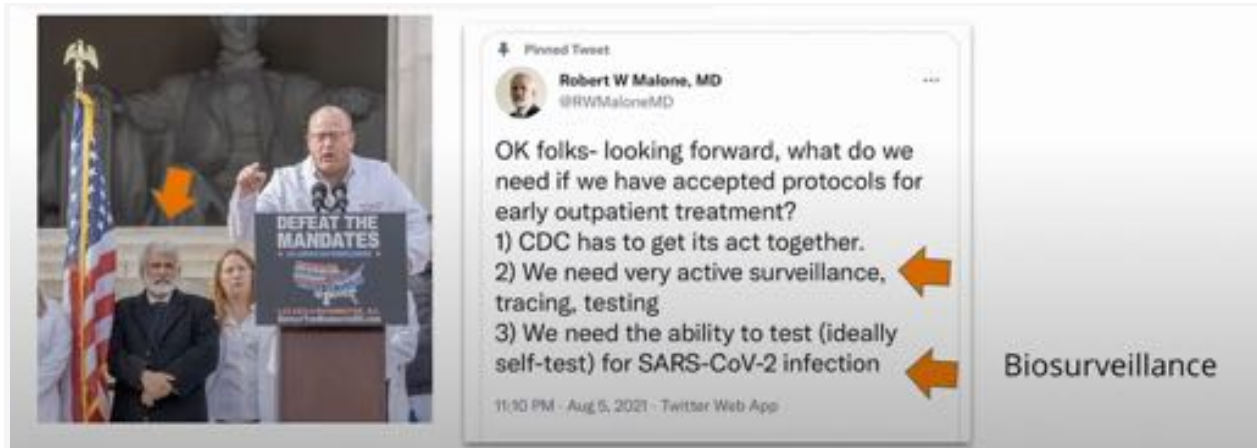 DEFEAT THE
MANDATES
Pinned Tweet
Robert W Malone, MD
@RWMaloneMD
OK folks- looking forward, what do we
need if we have accepted protocols for
early outpatient treatment?
1) CDC has to get its act together.
2) We need very active surveillance,
tracing, testing
3) We need the ability to test (ideally
self-test) for SARS-CoV-2 infection
11:10 PM · Aug 5, 2021 · Twitter Web App
Biosurveillance